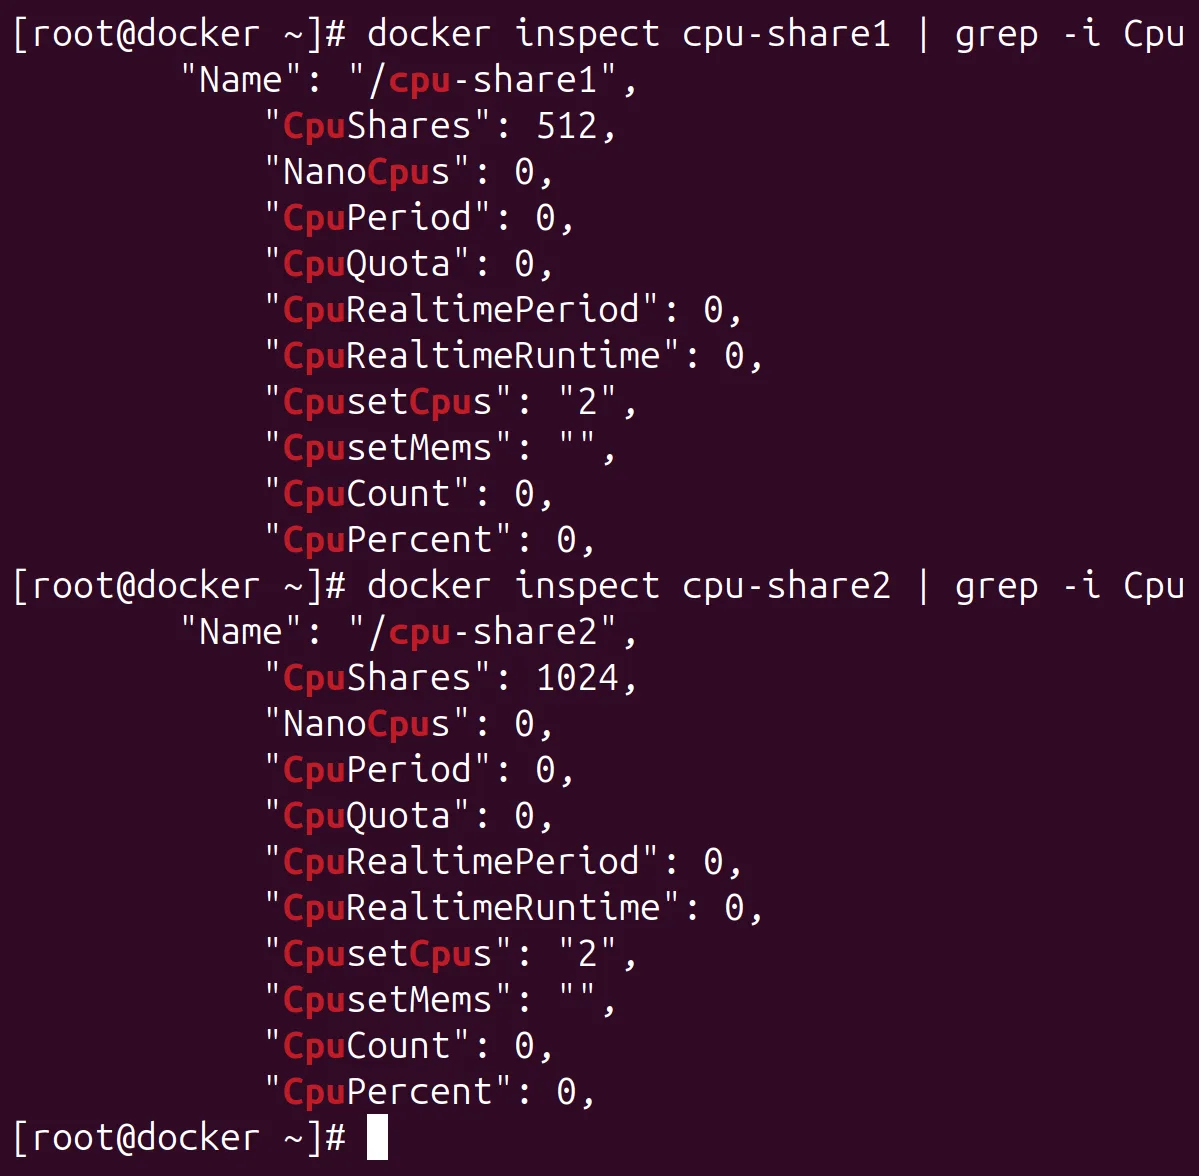 [root@docker ~]# docker inspect cpu-share1 | grep -i Cpu
        "Name": "/cpu-share1",
            "CpuShares": 512,
            "NanoCpus": 0,
            "CpuPeriod": 0,
            "CpuQuota": 0,
            "CpuRealtimePeriod": 0,
            "CpuRealtimeRuntime": 0,
            "CpusetCpus": "2",
            "CpusetMems": "",
            "CpuCount": 0,
            "CpuPercent": 0,
[root@docker ~]# docker inspect cpu-share2 | grep -i Cpu
        "Name": "/cpu-share2",
            "CpuShares": 1024,
            "NanoCpus": 0,
            "CpuPeriod": 0,
            "CpuQuota": 0,
            "CpuRealtimePeriod": 0,
            "CpuRealtimeRuntime": 0,
            "CpusetCpus": "2",
            "CpusetMems": "",
            "CpuCount": 0,
            "CpuPercent": 0,
[root@docker ~]#